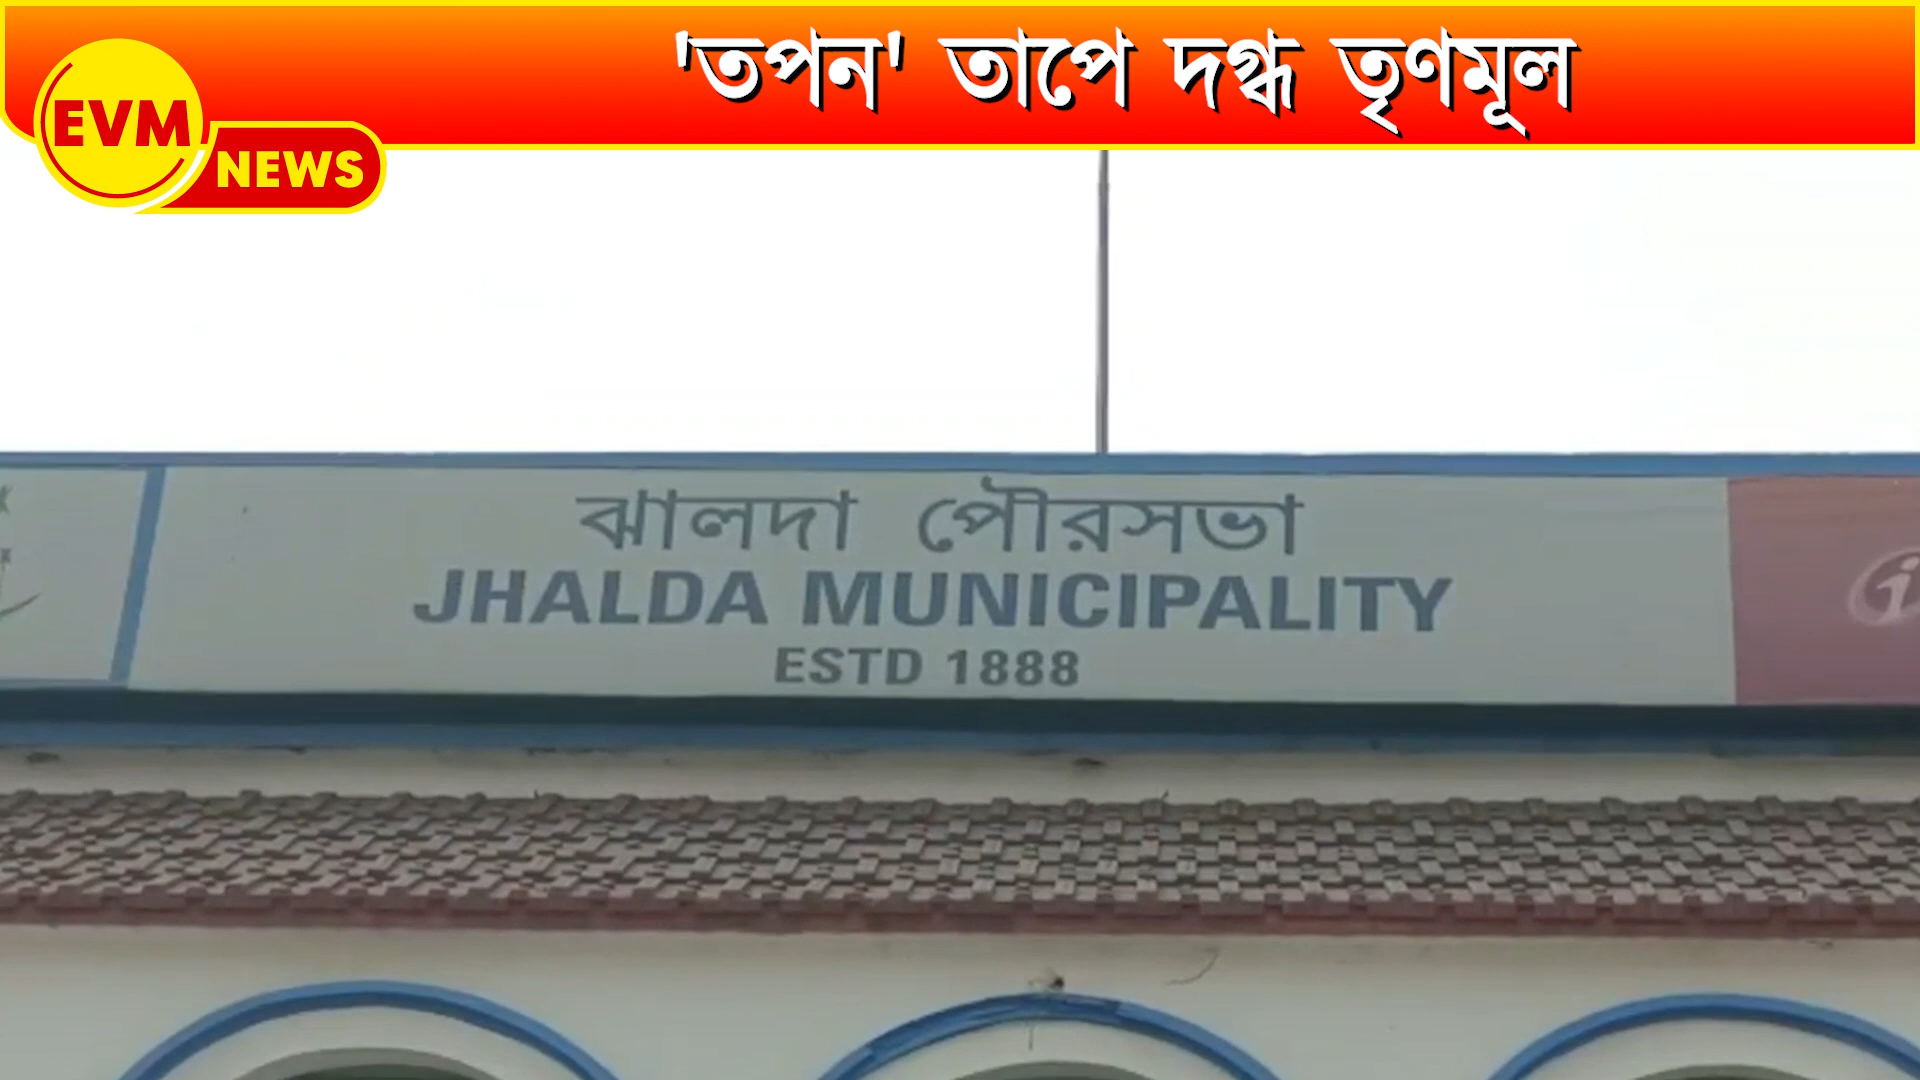 'তপন' তাপে দগ্ধ তৃণমূল
EVM
NEWS
ঝালদা পৌরসভা
JHALDA MUNICIPALITY
ESTD 1888